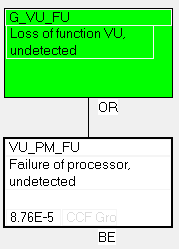 G_VU_FU
Loss of function VU,
undetected
OR
VU_PM_FU
Failure of processor,
undetected
8.76E-5 CCF Gro
BE